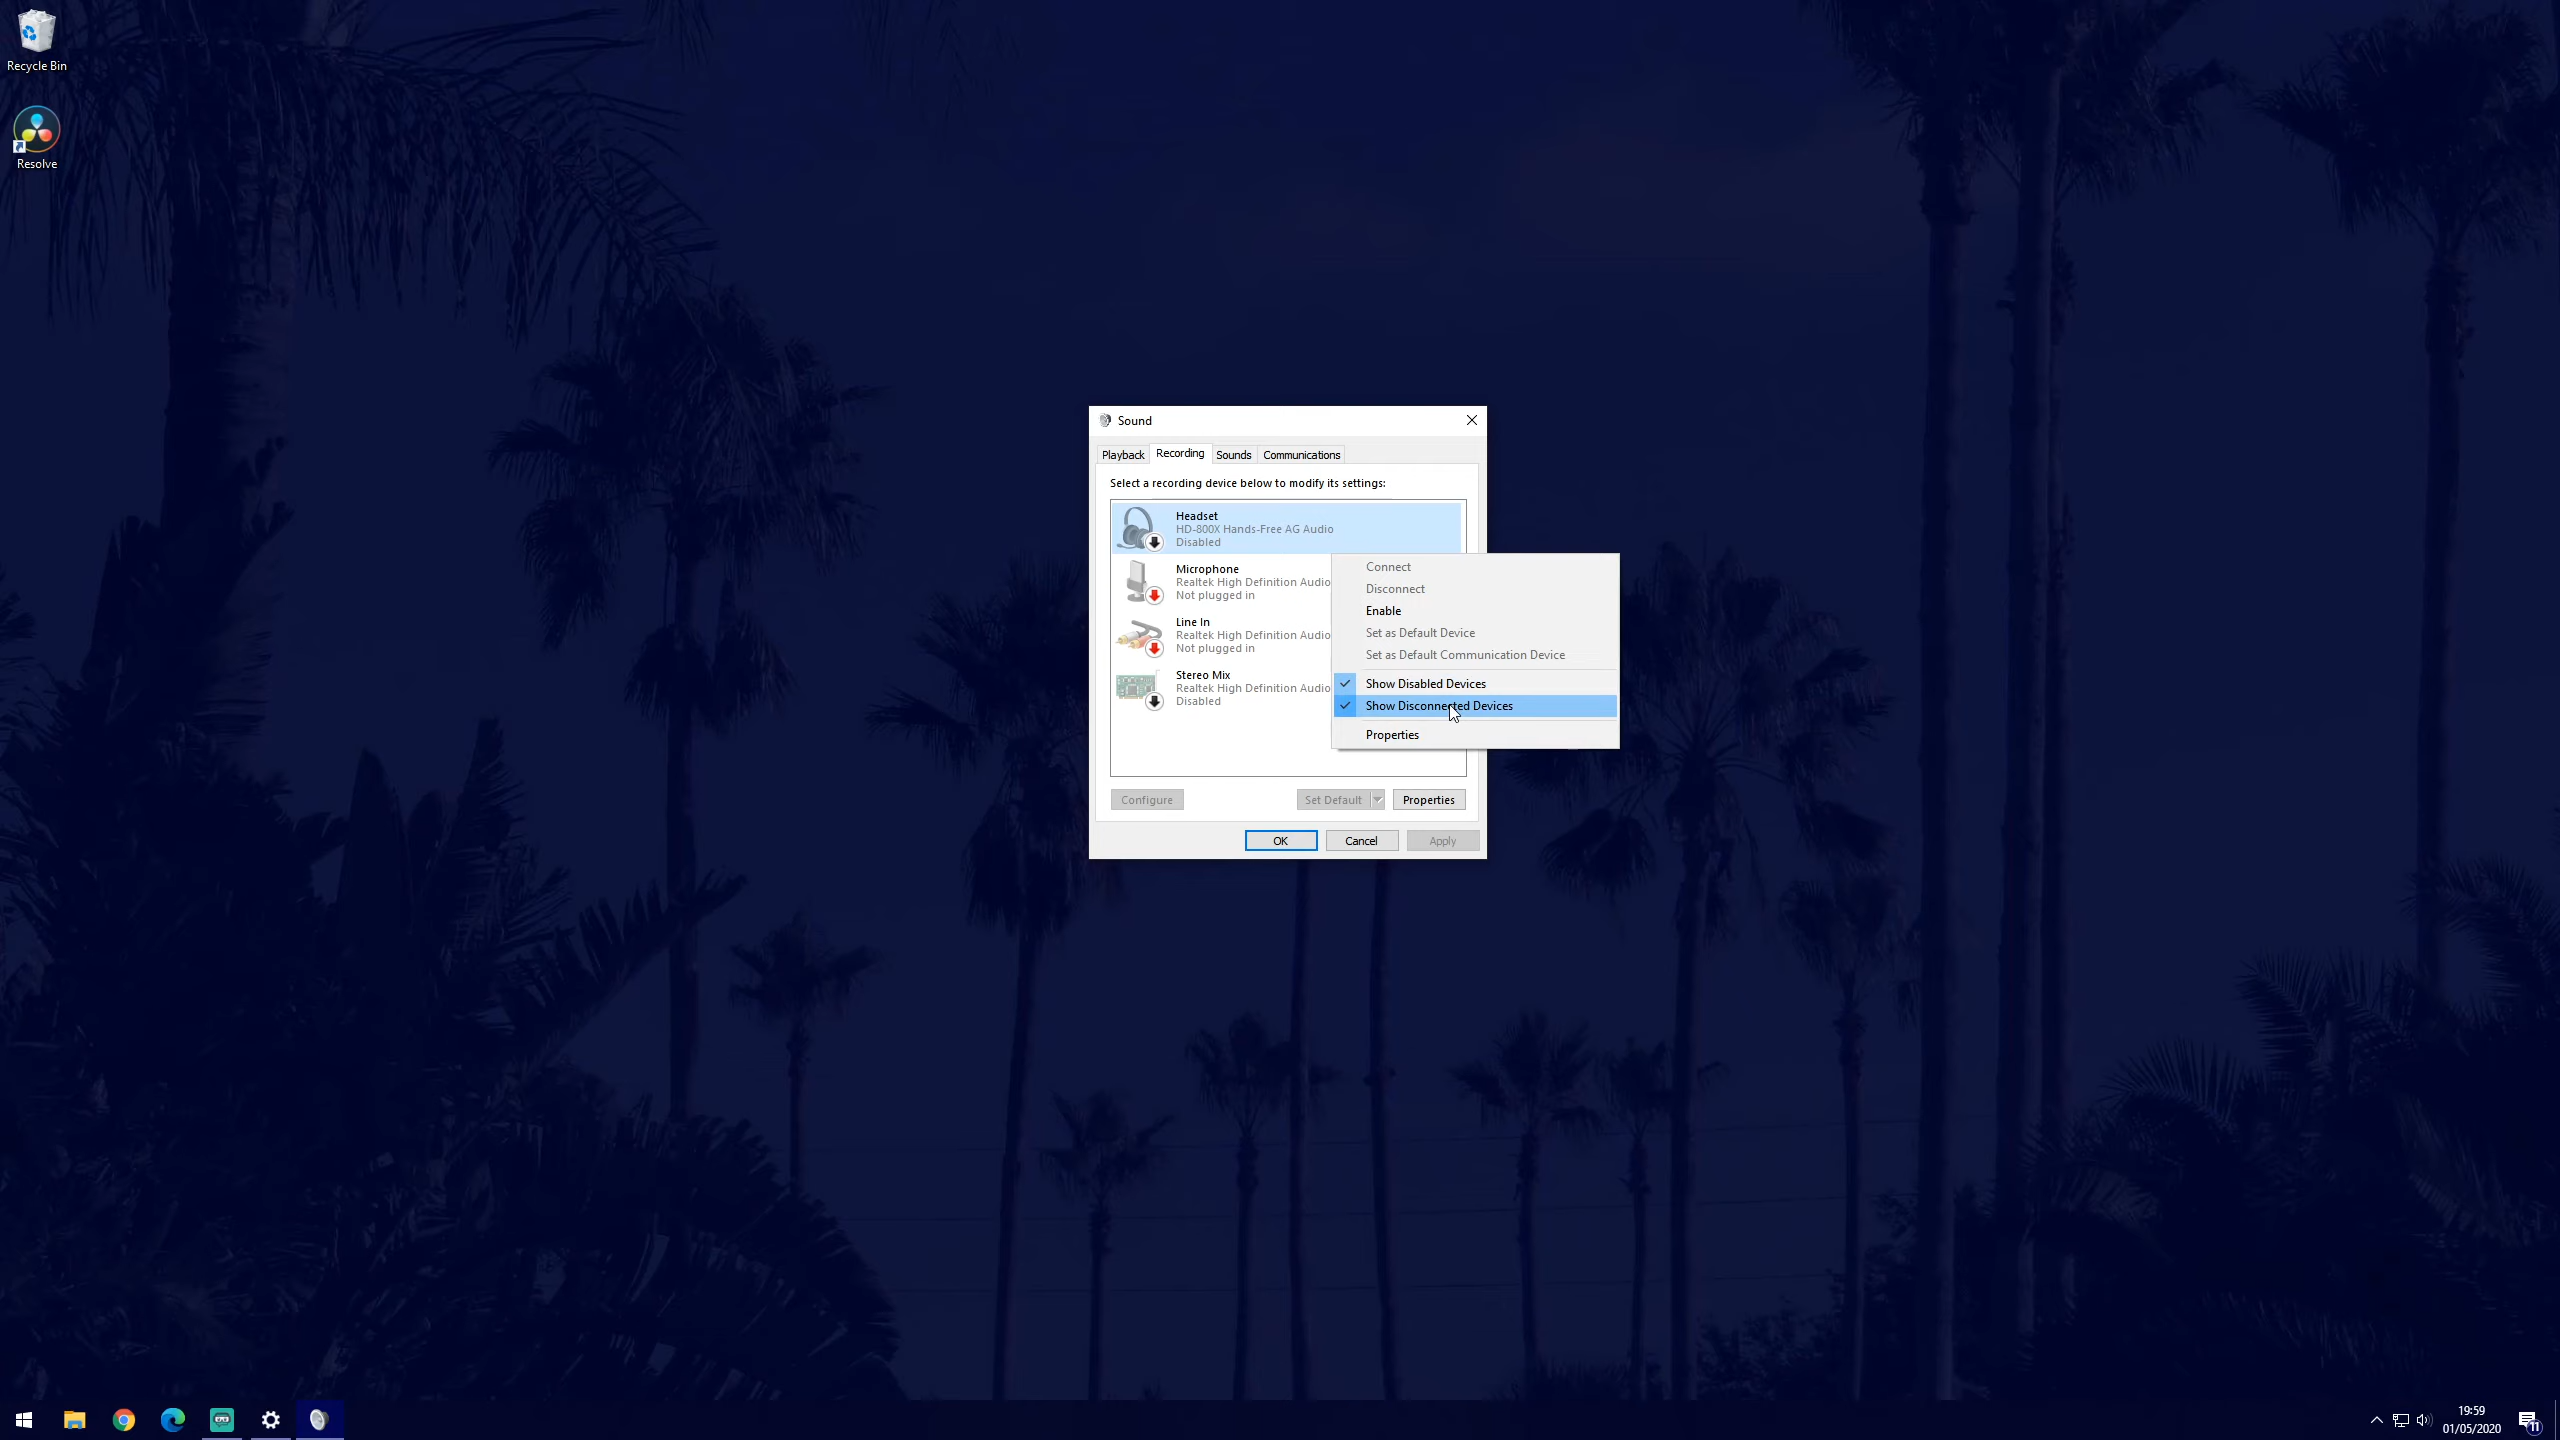 Recycle Bin
Resolve
Sound
Playback Recording Sounds Communications
Select a recording device below to modify its settings:
Headset
HD-800X Hands-Free AG Audio
Disabled
Microphone
Realtek High Definition Audio
Not plugged in
Line In
Realtek High Definition Audio
Not plugged in
Stereo Mix
Realtek High Definition Audio
Disabled
Connect
Disconnect
Enable
Set as Default Device
Set as Default Communication Device
Show Disabled Devices
Show Disconnected Devices
Properties
Configure Set Default Properties
OK Cancel Apply
19:59
01/05/2020
11